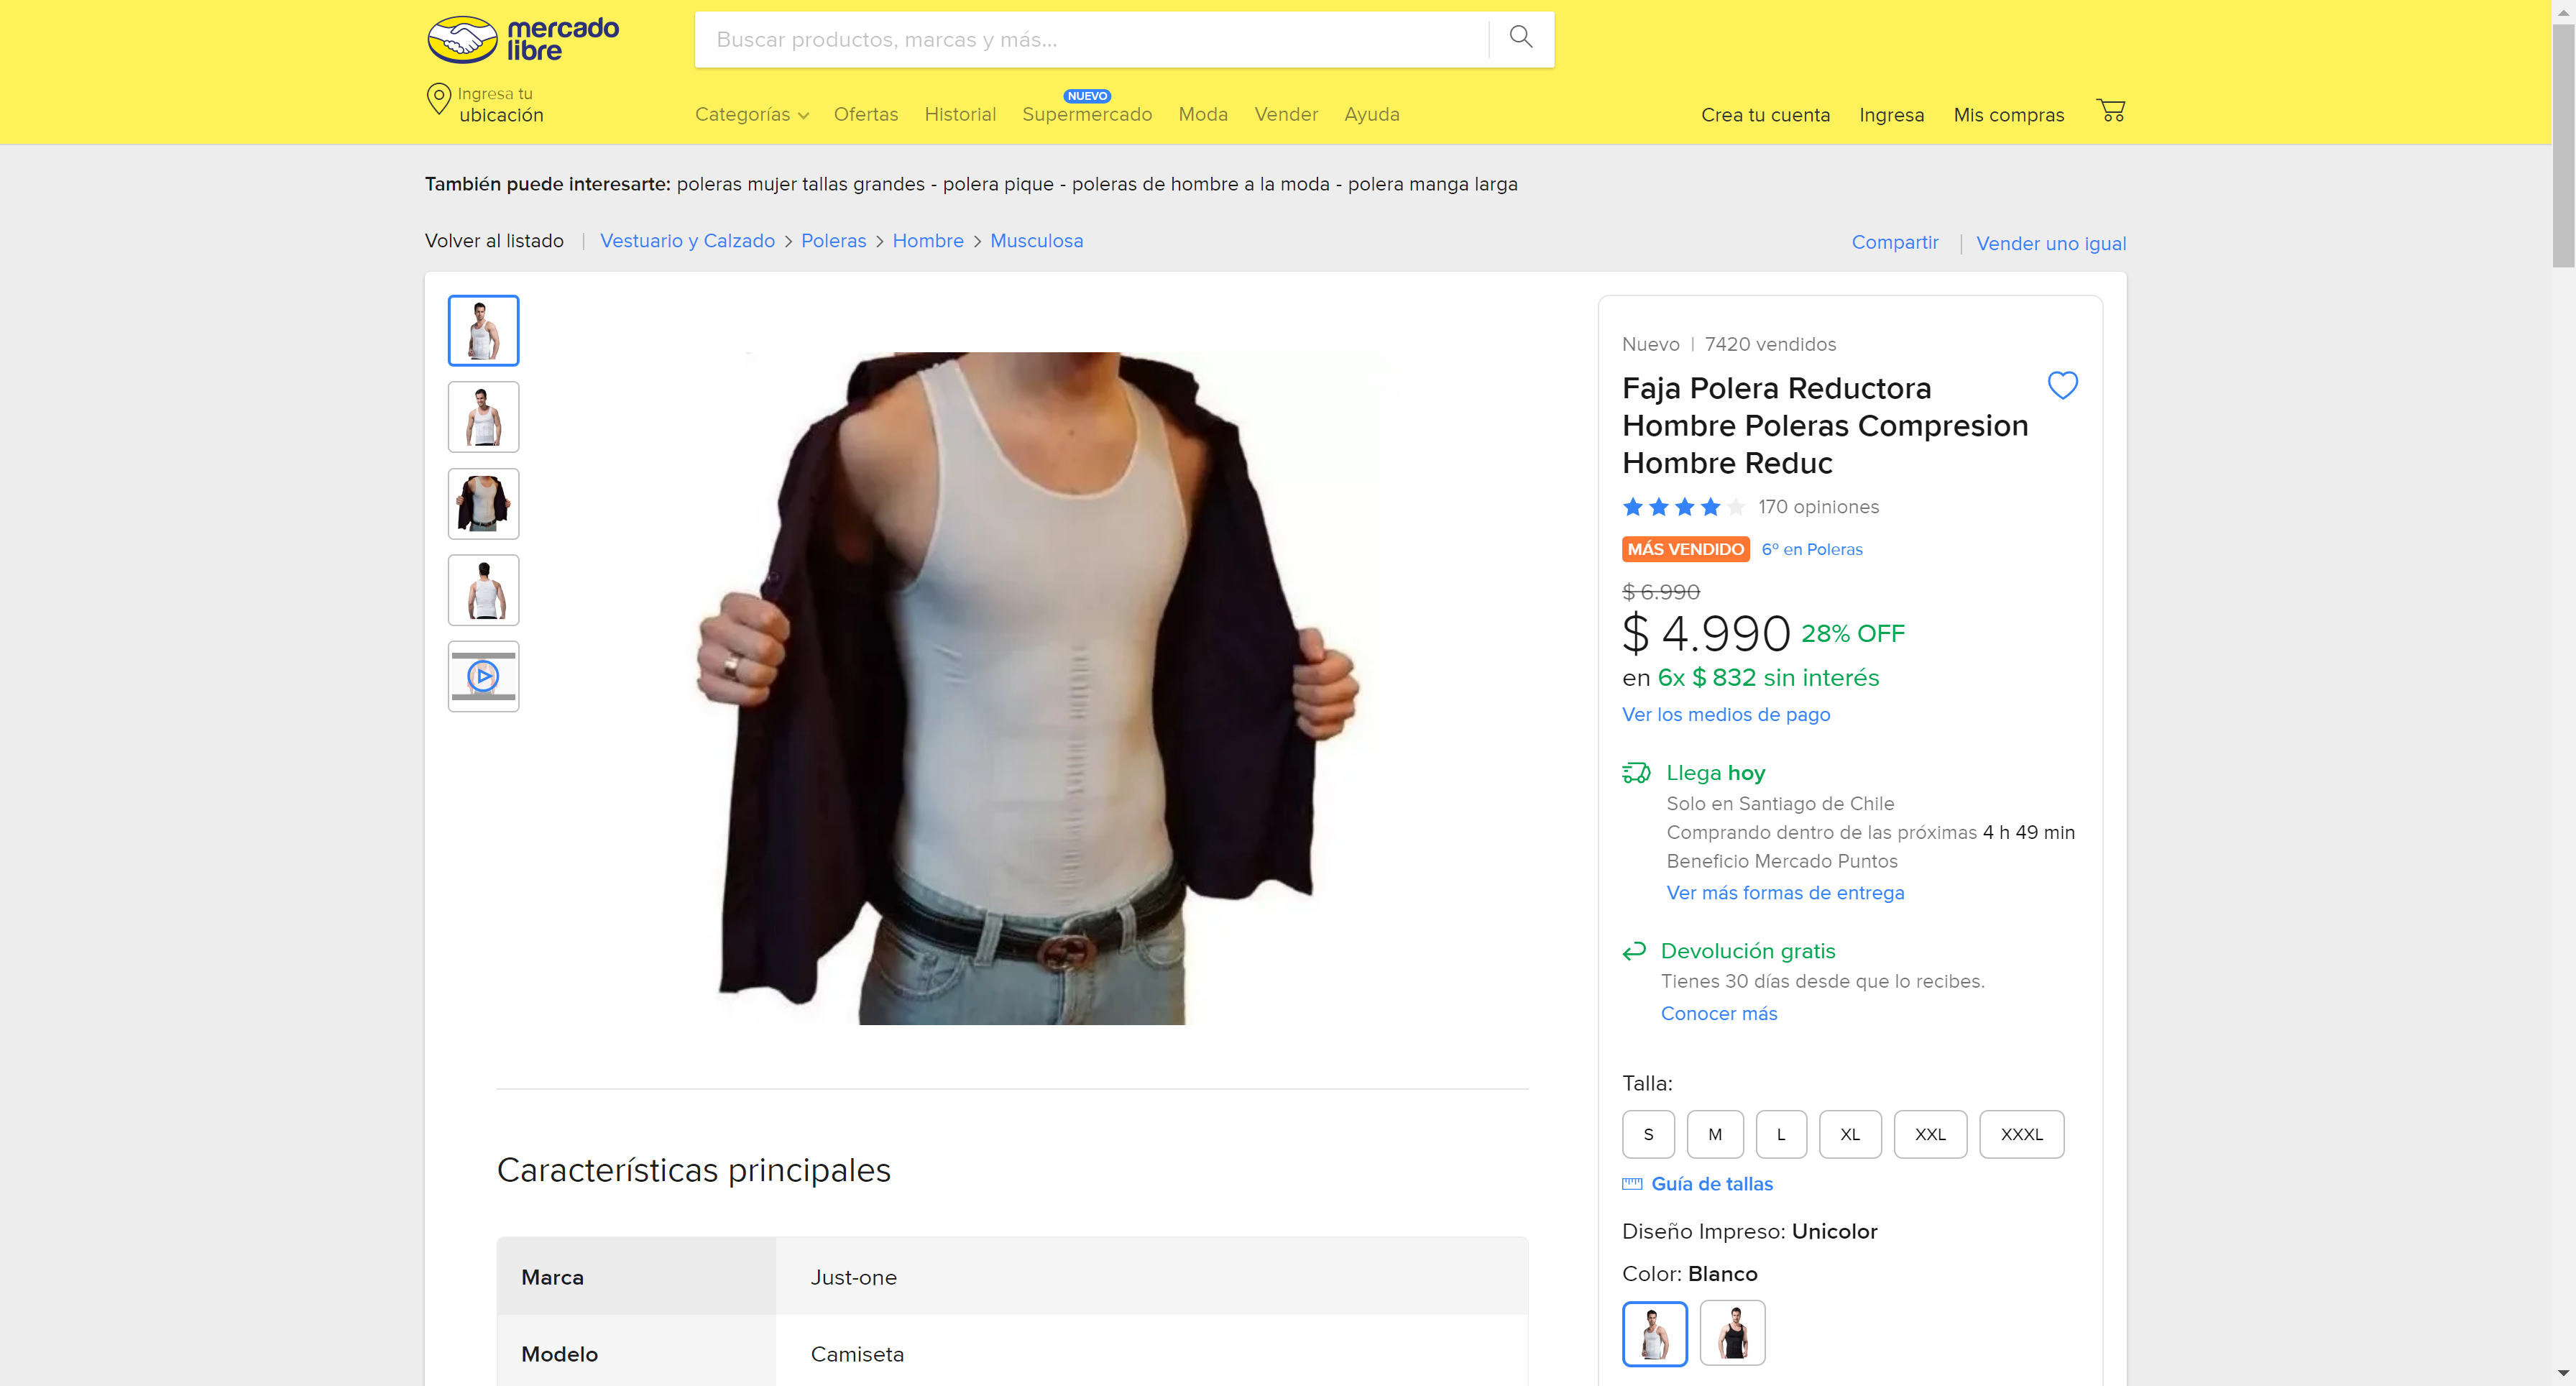 mercado
libre
Buscar productos, marcas y más...
Ingresa tu
ubicación
Categorías
Ofertas
Historial
NUEVO
Supermercado
Moda
Vender
Ayuda
Crea tu cuenta
Ingresa
Mis compras
También puede interesarte: poleras mujer tallas grandes - polera pique - poleras de hombre a la moda - polera manga larga
Volver al listado
Vestuario y Calzado > Poleras > Hombre > Musculosa
Compartir
Vender uno igual
Nuevo | 7420 vendidos
Faja Polera Reductora
Hombre Poleras Compresion
Hombre Reduc
170 opiniones
MÁS VENDIDO 6º en Poleras
$ 6.990
$ 4.990 28% OFF
en 6x $ 832 sin interés
Ver los medios de pago
Llega hoy
Solo en Santiago de Chile
Comprando dentro de las próximas 4 h 49 min
Beneficio Mercado Puntos
Ver más formas de entrega
Devolución gratis
Tienes 30 días desde que lo recibes.
Conocer más
Talla:
S M L XL XXL XXXL
Guía de tallas
Diseño Impreso: Unicolor
Color: Blanco
Características principales
Marca Just-one
Modelo Camiseta